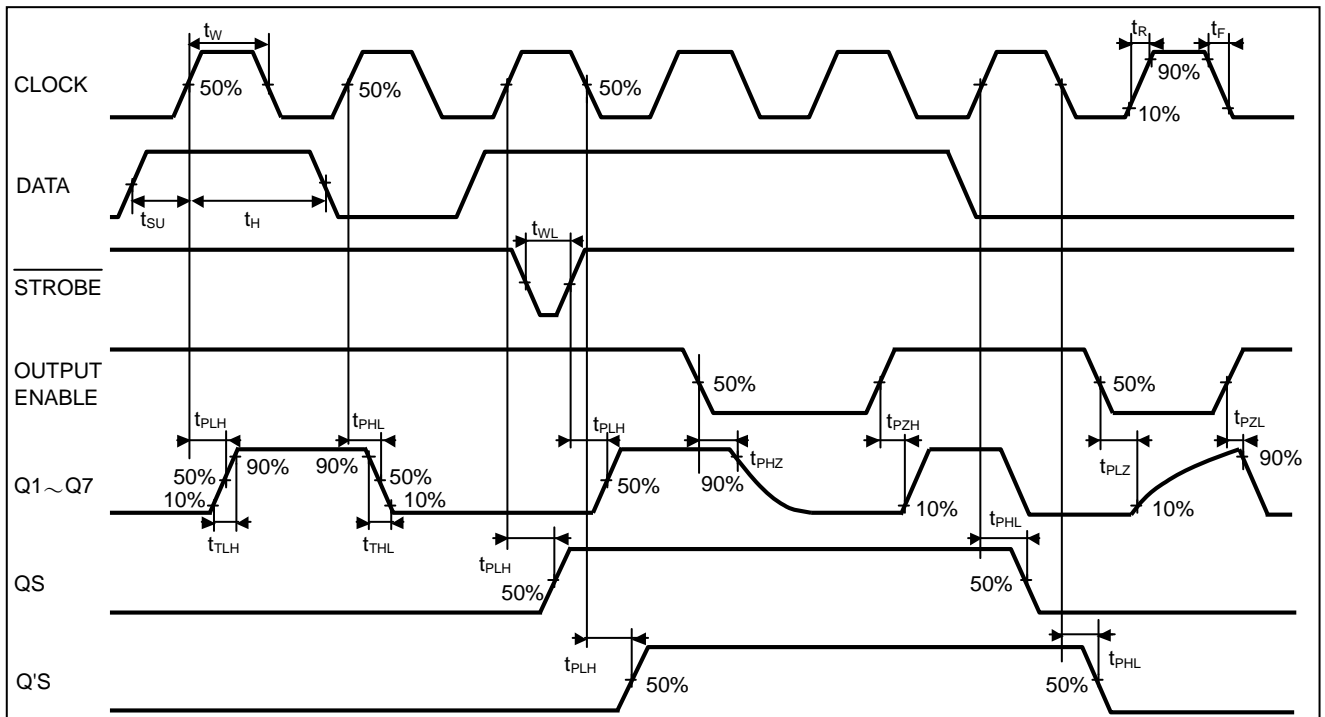 tW
tR
tF
CLOCK
50%
50%
50%
90%
10%
DATA
tSU
tH
tWL
STROBE
OUTPUT
ENABLE
50%
50%
tPLH
tPHL
tPLH
tPHZ
tPZH
tPLZ
tPZL
Q1～Q7
50%
10%
90%
90%
50%
10%
50%
90%
10%
10%
90%
tTLH
tTHL
tPLH
tPHL
QS
50%
50%
tPLH
tPHL
Q'S
50%
50%